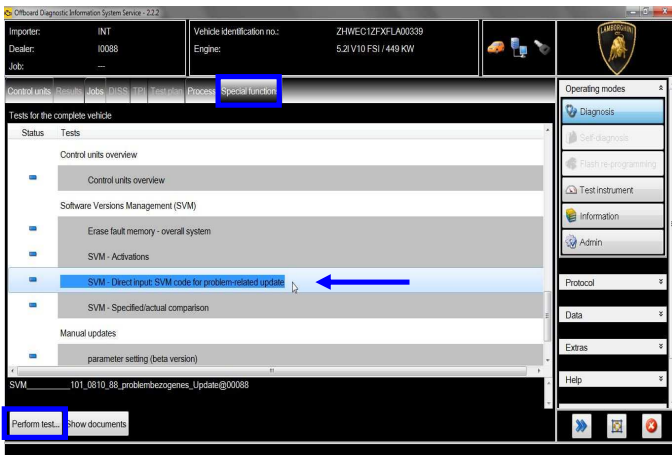 Offboard Diagnostic Information System Service - 2.2.2
Importer: INT
Dealer: I0088
Job: ---
Vehicle identification no.: ZHWEC1ZFXFLA00339
Engine: 5.2l V10 FSI / 449 KW
LAMBORGHINI
Control units Results Jobs DISS TPI Test plan Process Special function
Tests for the complete vehicle
Status Tests
Control units overview
Control units overview
Software Versions Management (SVM)
Erase fault memory - overall system
SVM - Activations
SVM - Direct input: SVM code for problem-related update
SVM - Specified/actual comparison
Manual updates
parameter setting (beta version)
SVM_______101_0810_88_problembezogenes_Update@00088
Perform test... Show documents
Operating modes
Diagnosis
Self-diagnosis
Flash re-programming
Test instrument
Information
Admin
Protocol
Data
Extras
Help